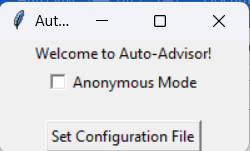 Aut...
Welcome to Auto-Advisor!
Anonymous Mode
Set Configuration File